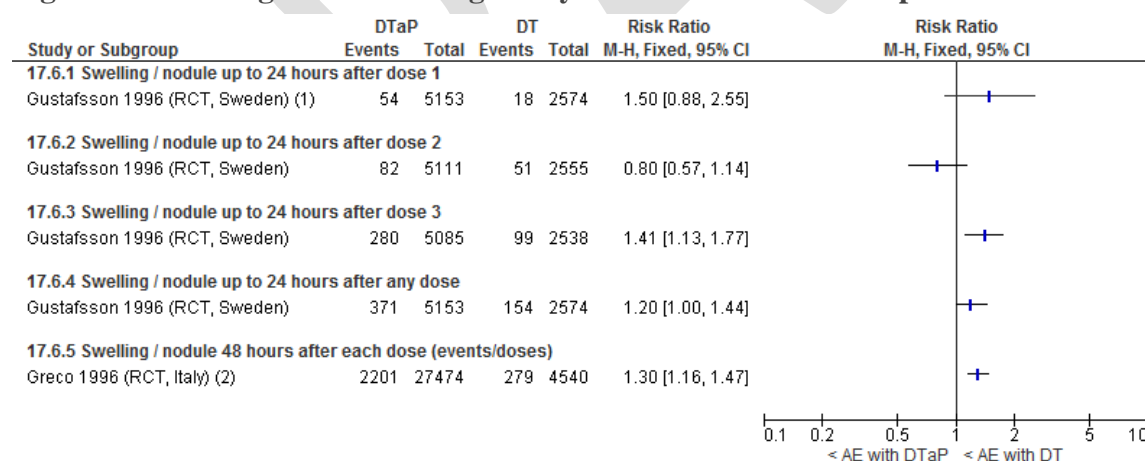 DTaP DT Risk Ratio Risk Ratio
Study or Subgroup Events Total Events Total M-H, Fixed, 95% CI M-H, Fixed, 95% CI
17.6.1 Swelling / nodule up to 24 hours after dose 1
Gustafsson 1996 (RCT, Sweden) (1) 54 5153 18 2574 1.50 [0.88, 2.55]
17.6.2 Swelling / nodule up to 24 hours after dose 2
Gustafsson 1996 (RCT, Sweden) 82 5111 51 2555 0.80 [0.57, 1.14]
17.6.3 Swelling / nodule up to 24 hours after dose 3
Gustafsson 1996 (RCT, Sweden) 280 5085 99 2538 1.41 [1.13, 1.77]
17.6.4 Swelling / nodule up to 24 hours after any dose
Gustafsson 1996 (RCT, Sweden) 371 5153 154 2574 1.20 [1.00, 1.44]
17.6.5 Swelling / nodule 48 hours after each dose (events/doses)
Greco 1996 (RCT, Italy) (2) 2201 27474 279 4540 1.30 [1.16, 1.47]
0.1 0.2 0.5 1 2 5 10
< AE with DTaP < AE with DT